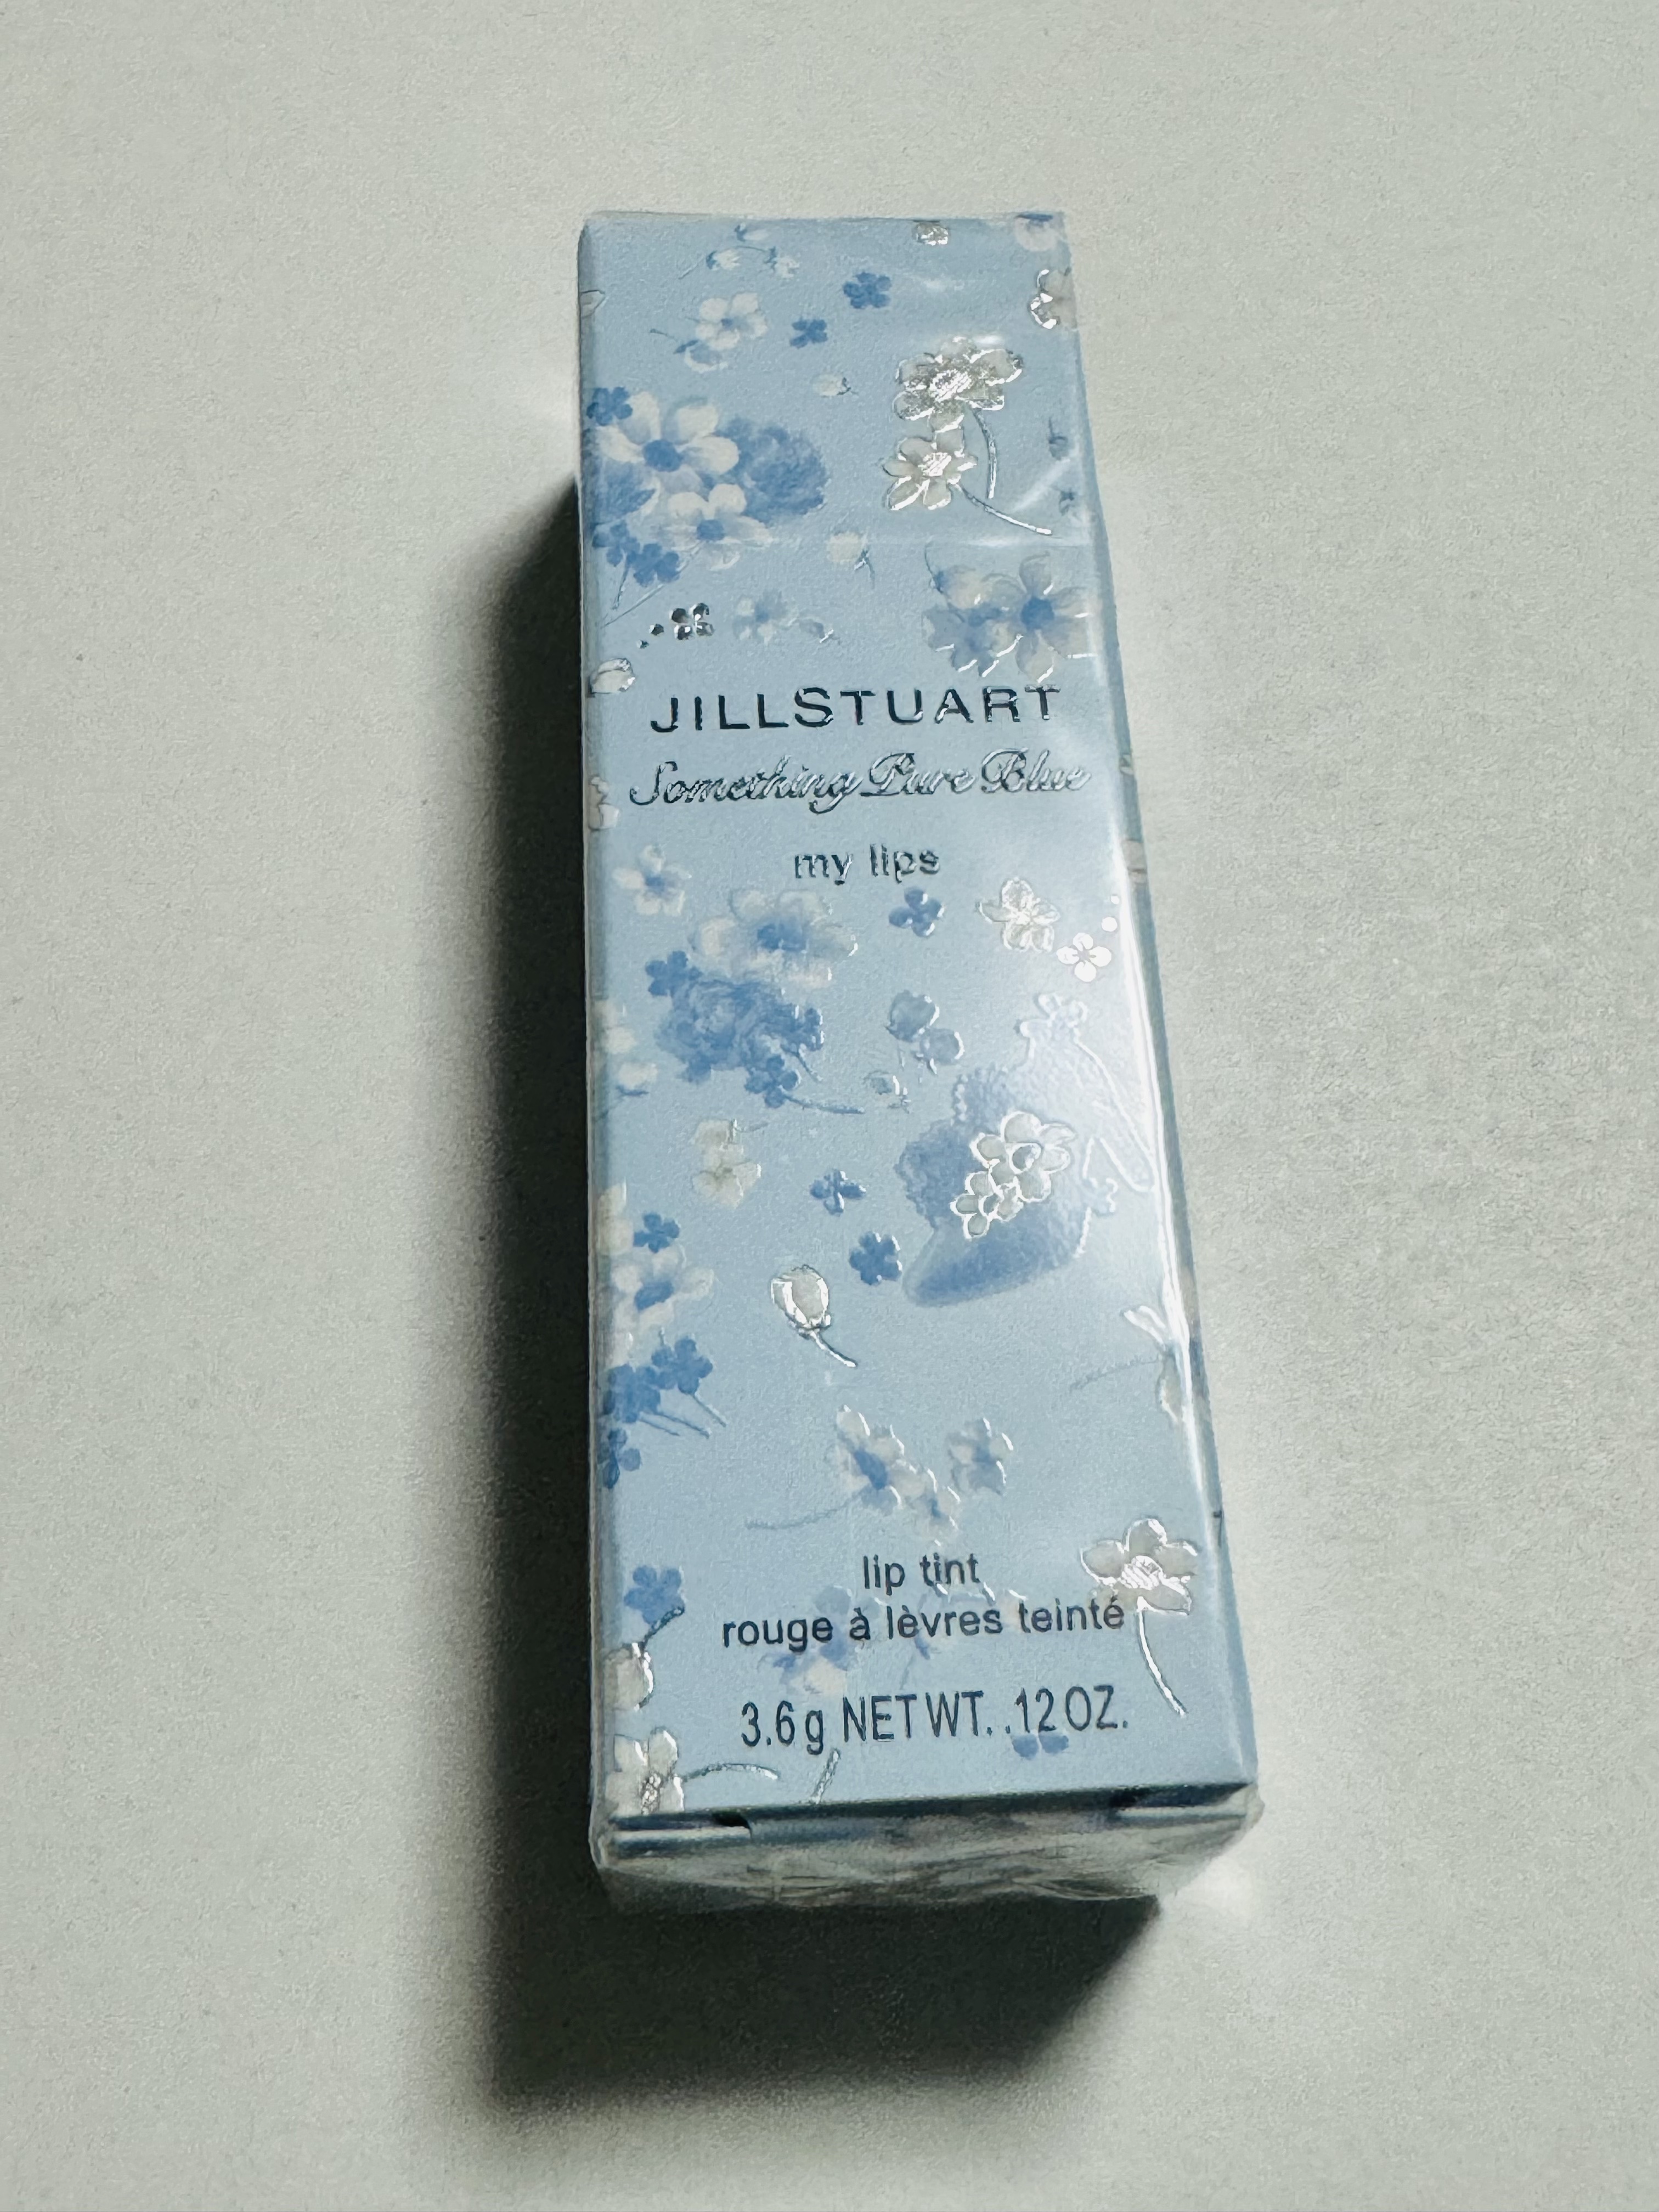 JILLSTUART
Something Pure Blue
my lips
lip tint
rouge à lèvres teinté
3.6g NET WT. .12 OZ.